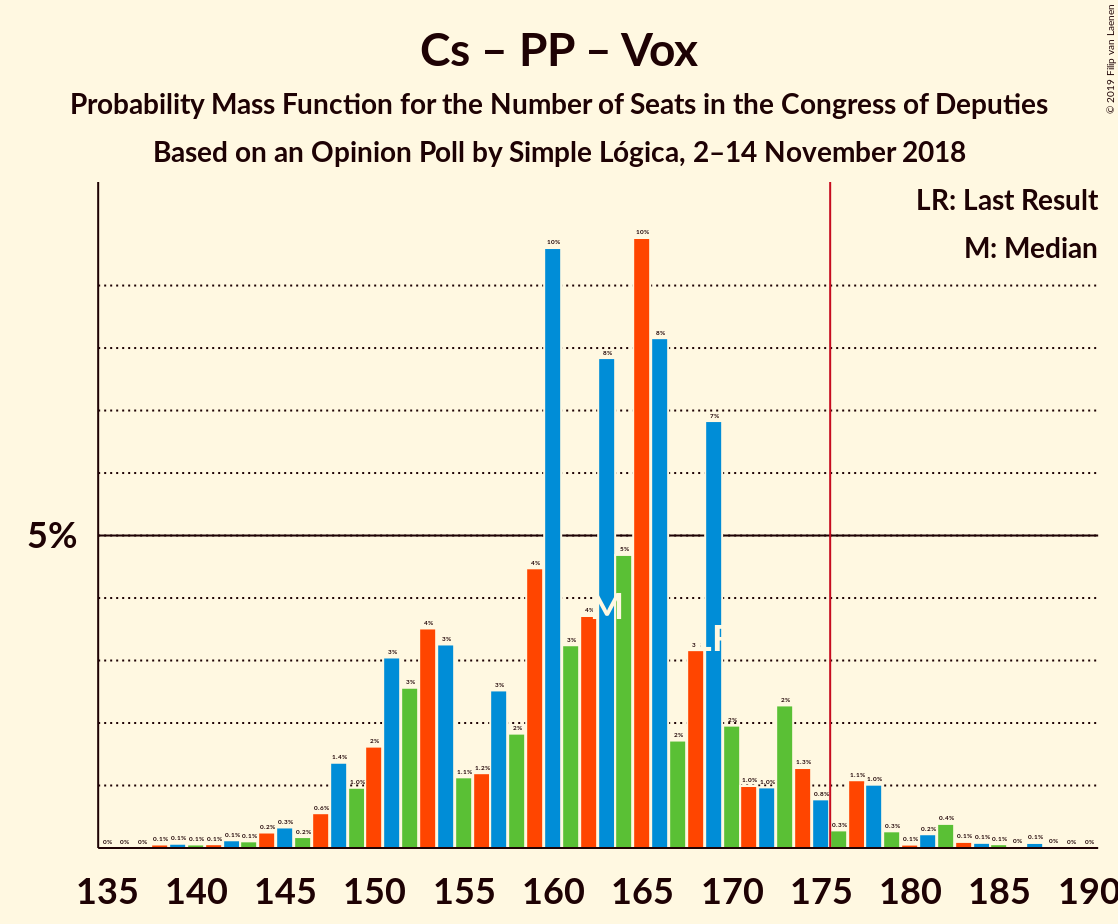 Cs – PP – Vox
Probability Mass Function for the Number of Seats in the Congress of Deputies
Based on an Opinion Poll by Simple Lógica, 2–14 November 2018
© 2019 Filip van Laenen
LR: Last Result
M: Median
5%
0% 0% 0% 0.1% 0.1% 0.1% 0.1% 0.1% 0.1% 0.2% 0.3% 0.2% 0.6% 1.4% 1.0% 2% 3% 3% 4% 3% 1.1% 1.2% 3% 2% 4% 10% 3% 4% 8% 5% 10% 8% 2% 3 7% 2% 1.0% 1.0% 2% 1.3% 0.8% 0.3% 1.1% 1.0% 0.3% 0.1% 0.2% 0.4% 0.1% 0.1% 0.1% 0% 0.1% 0% 0% 0%
M
LR
135 140 145 150 155 160 165 170 175 180 185 190